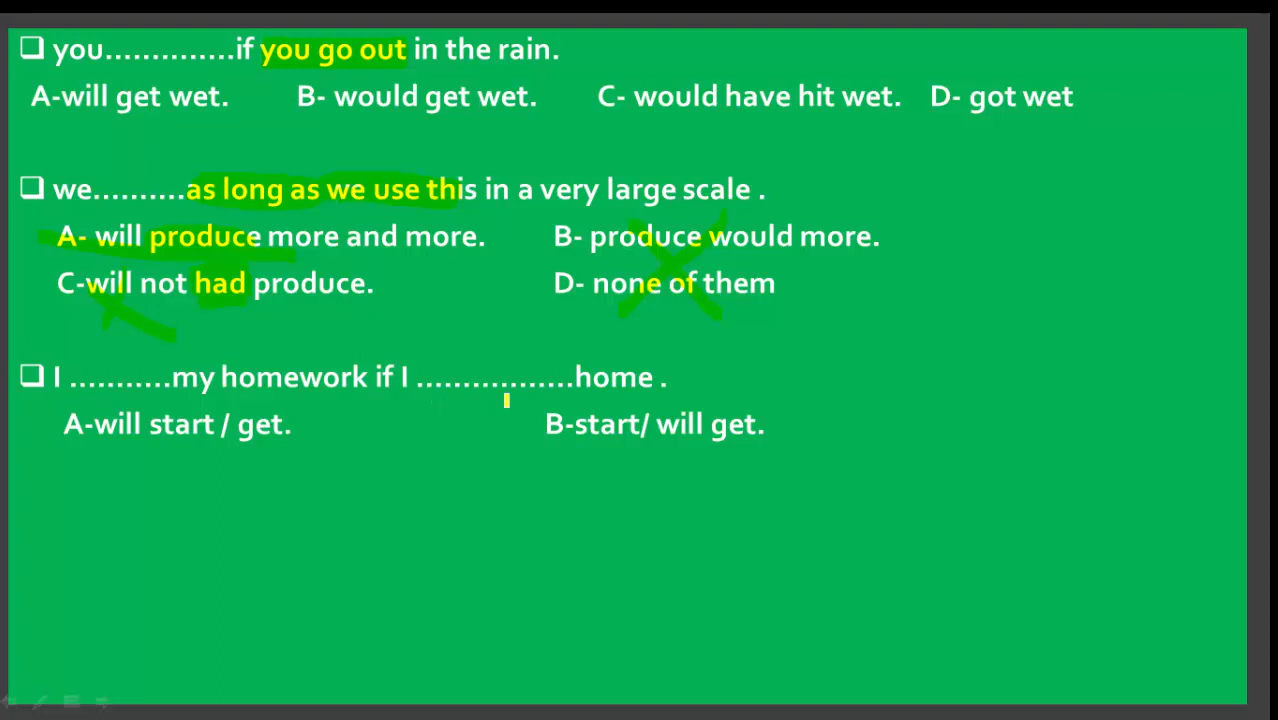 ❑ you..............if you go out in the rain.
A-will get wet. B- would get wet. C- would have hit wet. D- got wet
❑ we..........as long as we use this in a very large scale .
A- will produce more and more. B- produce would more.
C-will not had produce. D- none of them
❑ I ...........my homework if I .................home .
A-will start / get. B-start/ will get.